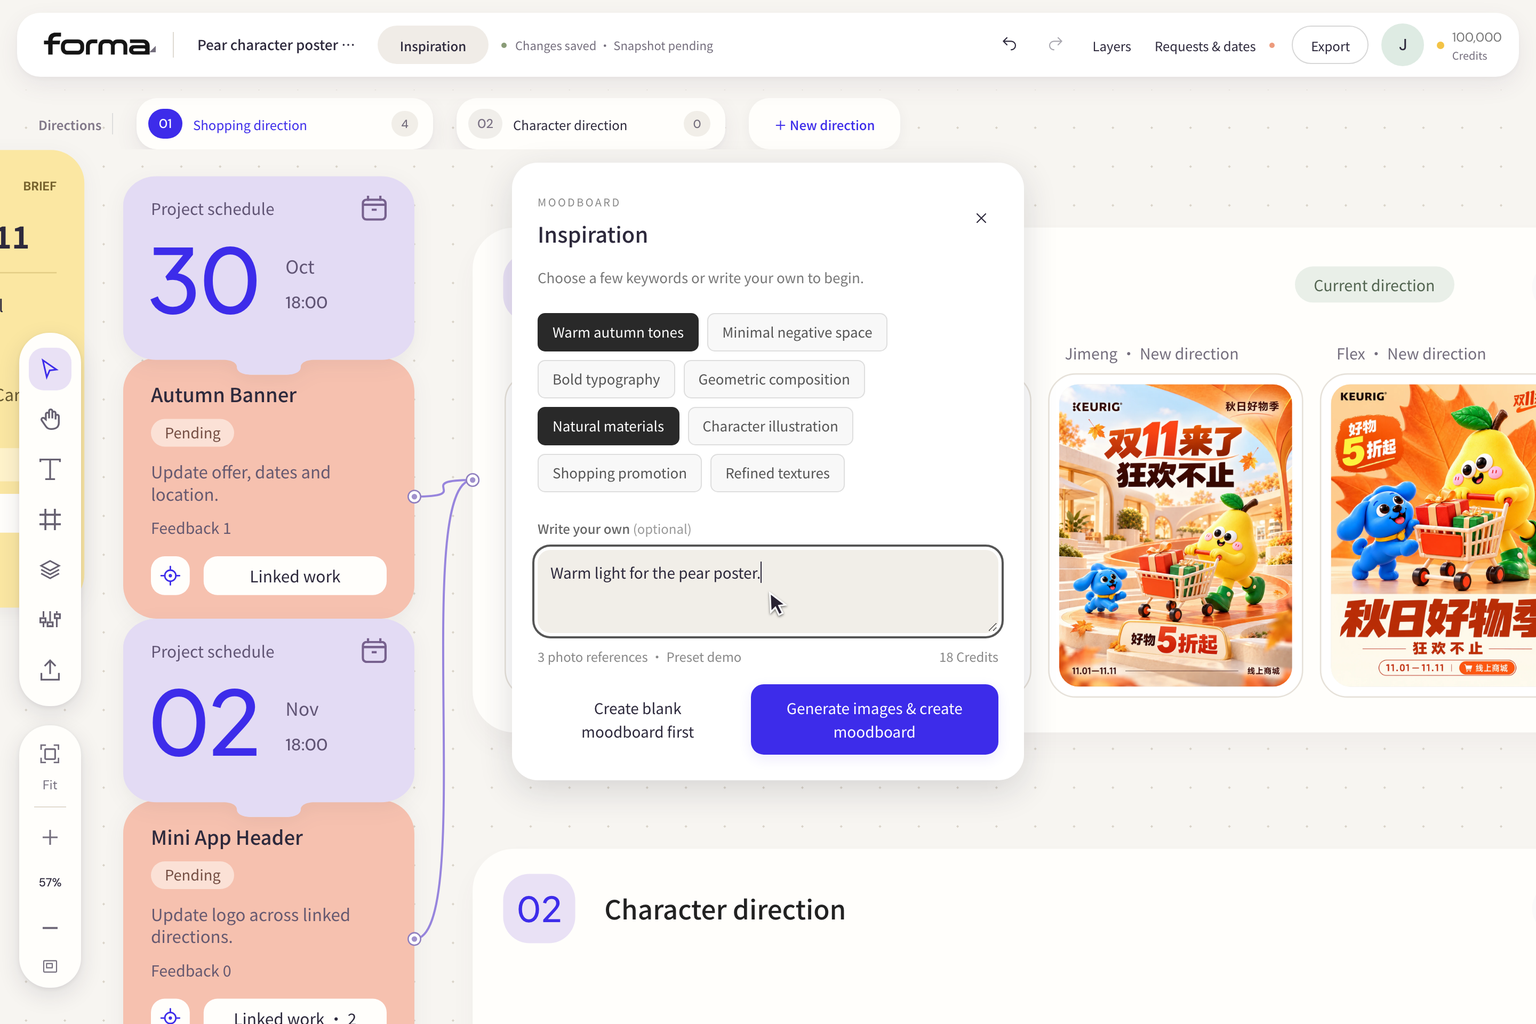 forma
Pear character poster ···
Inspiration
Changes saved • Snapshot pending
Layers
Requests & dates
Export
J
100,000
Credits
Directions
01
Shopping direction
4
02
Character direction
0
+ New direction
BRIEF
11
Project schedule
30
Oct
18:00
Autumn Banner
Pending
Update offer, dates and
location.
Feedback 1
Linked work
Project schedule
02
Nov
18:00
Mini App Header
Pending
Update logo across linked
directions.
Feedback 0
Linked work • 2
Fit
57%
MOODBOARD
Inspiration
Choose a few keywords or write your own to begin.
Warm autumn tones
Minimal negative space
Bold typography
Geometric composition
Natural materials
Character illustration
Shopping promotion
Refined textures
Write your own (optional)
Warm light for the pear poster.
3 photo references • Preset demo
18 Credits
Create blank
moodboard first
Generate images & create
moodboard
Current direction
Jimeng • New direction
KEURIG
秋日好物季
双11来了
狂欢不止
好物5折起
11.01–11.11
线上商城
Flex • New direction
KEURIG
双11
好物
5折起
秋日好物季
狂欢不止
11.01–11.11
线上商城
02
Character direction